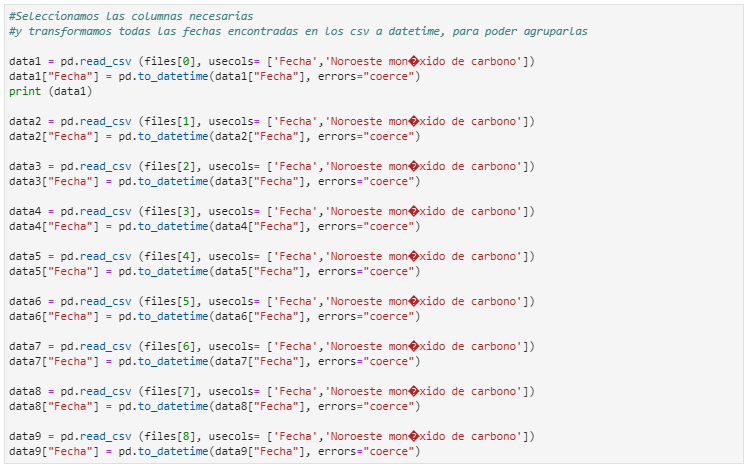 #Seleccionamos las columnas necesarias
#y transformamos todas las fechas encontradas en los csv a datetime, para poder agruparlas
data1 = pd.read_csv (files[0], usecols= ['Fecha','Noroeste mon�xido de carbono'])
data1["Fecha"] = pd.to_datetime(data1["Fecha"], errors="coerce")
print (data1)
data2 = pd.read_csv (files[1], usecols= ['Fecha','Noroeste mon�xido de carbono'])
data2["Fecha"] = pd.to_datetime(data2["Fecha"], errors="coerce")
data3 = pd.read_csv (files[2], usecols= ['Fecha','Noroeste mon�xido de carbono'])
data3["Fecha"] = pd.to_datetime(data3["Fecha"], errors="coerce")
data4 = pd.read_csv (files[3], usecols= ['Fecha','Noroeste mon�xido de carbono'])
data4["Fecha"] = pd.to_datetime(data4["Fecha"], errors="coerce")
data5 = pd.read_csv (files[4], usecols= ['Fecha','Noroeste mon�xido de carbono'])
data5["Fecha"] = pd.to_datetime(data5["Fecha"], errors="coerce")
data6 = pd.read_csv (files[5], usecols= ['Fecha','Noroeste mon�xido de carbono'])
data6["Fecha"] = pd.to_datetime(data6["Fecha"], errors="coerce")
data7 = pd.read_csv (files[6], usecols= ['Fecha','Noroeste mon�xido de carbono'])
data7["Fecha"] = pd.to_datetime(data7["Fecha"], errors="coerce")
data8 = pd.read_csv (files[7], usecols= ['Fecha','Noroeste mon�xido de carbono'])
data8["Fecha"] = pd.to_datetime(data8["Fecha"], errors="coerce")
data9 = pd.read_csv (files[8], usecols= ['Fecha','Noroeste mon�xido de carbono'])
data9["Fecha"] = pd.to_datetime(data9["Fecha"], errors="coerce")